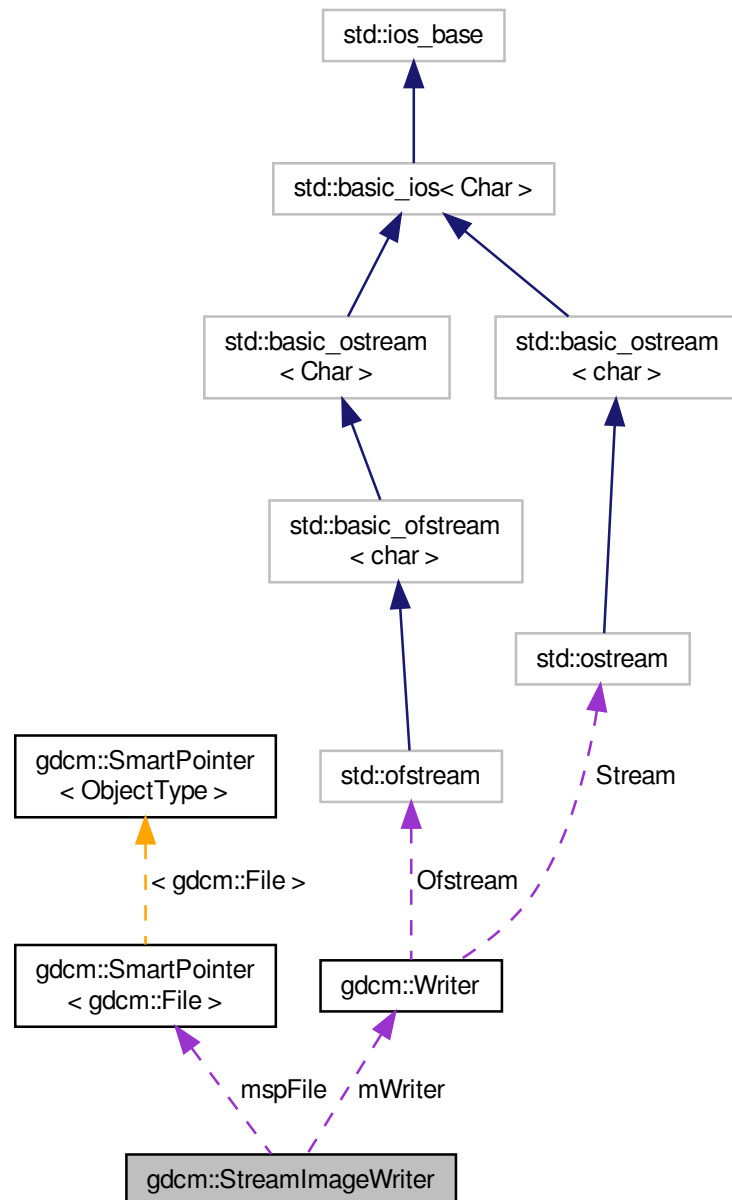 std::ios_base
std::basic_ios< Char >
std::basic_ostream
< Char >
std::basic_ostream
< char >
std::basic_ofstream
< char >
std::ostream
gdcm::SmartPointer
< ObjectType >
std::ofstream
Stream
< gdcm::File >
Ofstream
gdcm::SmartPointer
< gdcm::File >
gdcm::Writer
mspFile
mWriter
gdcm::StreamImageWriter